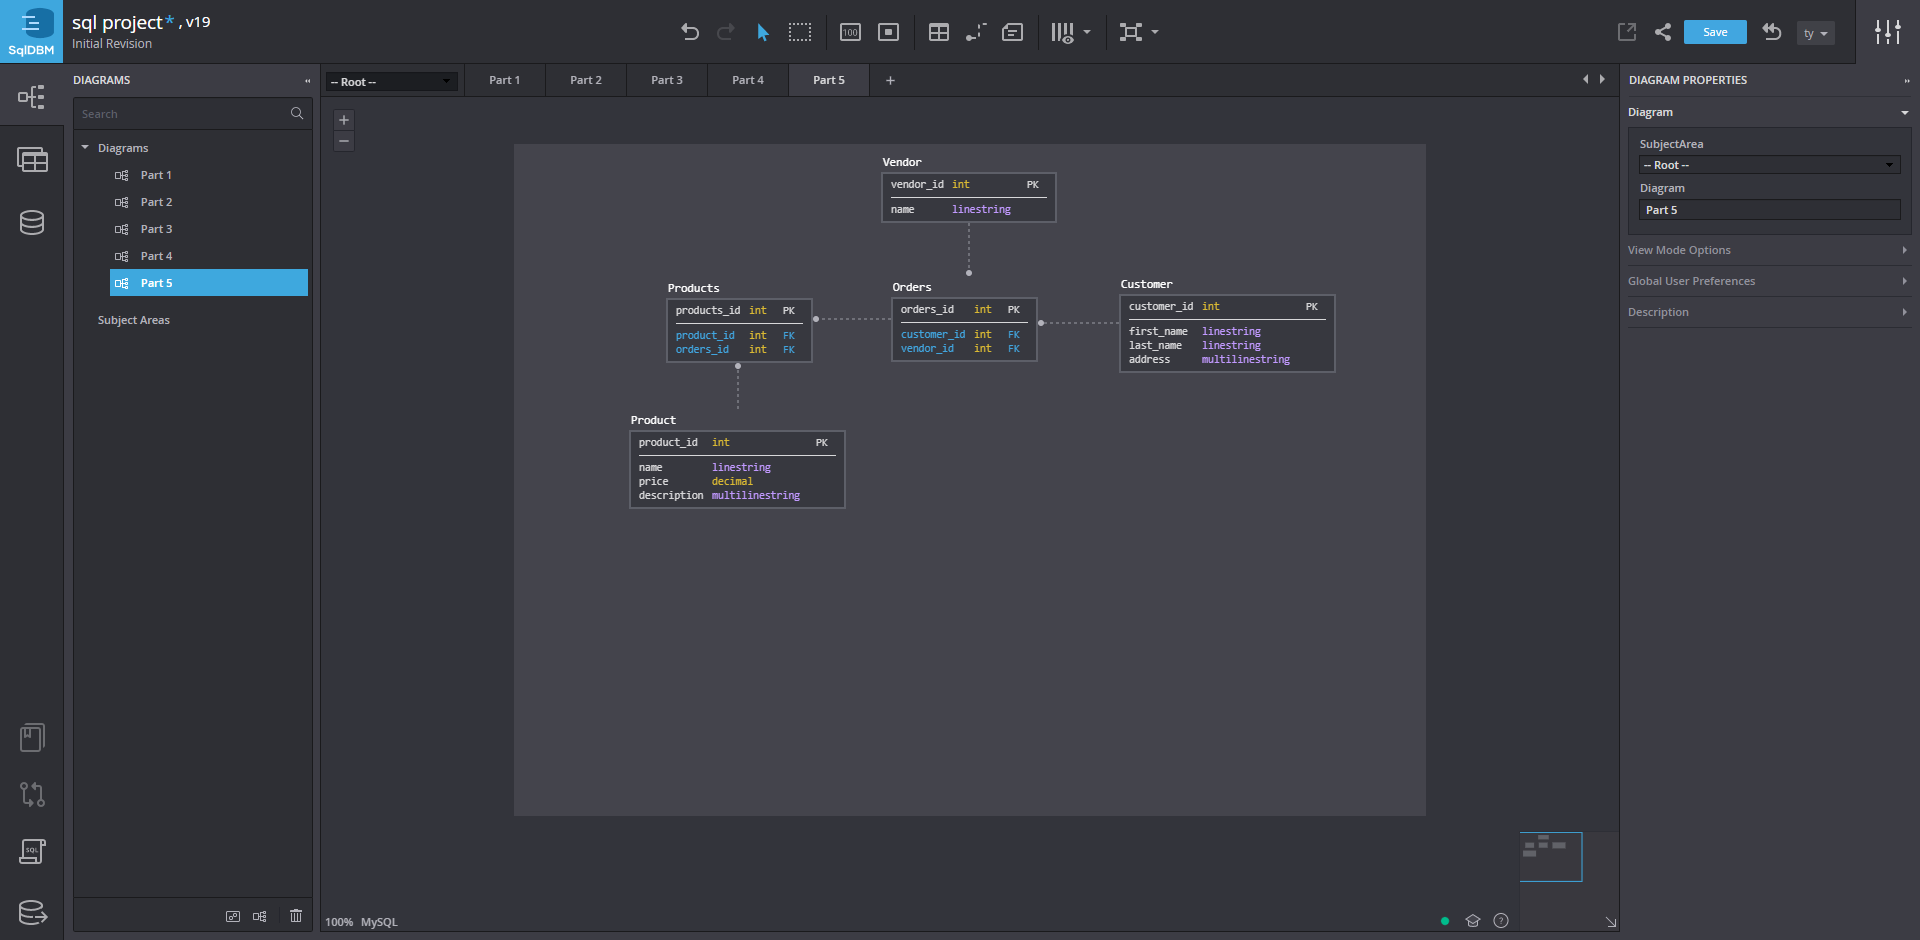 SqlDBM
sql project* , v19
Initial Revision
100
Save
ty
DIAGRAMS
Search
Diagrams
Part 1
Part 2
Part 3
Part 4
Part 5
Subject Areas
SQL
-- Root --
Part 1
Part 2
Part 3
Part 4
Part 5
+
+
−
Vendor
vendor_id int PK
name linestring
Products
products_id int PK
product_id int FK
orders_id int FK
Orders
orders_id int PK
customer_id int FK
vendor_id int FK
Customer
customer_id int PK
first_name linestring
last_name linestring
address multilinestring
Product
product_id int PK
name linestring
price decimal
description multilinestring
100% MySQL
?
DIAGRAM PROPERTIES
Diagram
SubjectArea
-- Root --
Diagram
Part 5
View Mode Options
Global User Preferences
Description